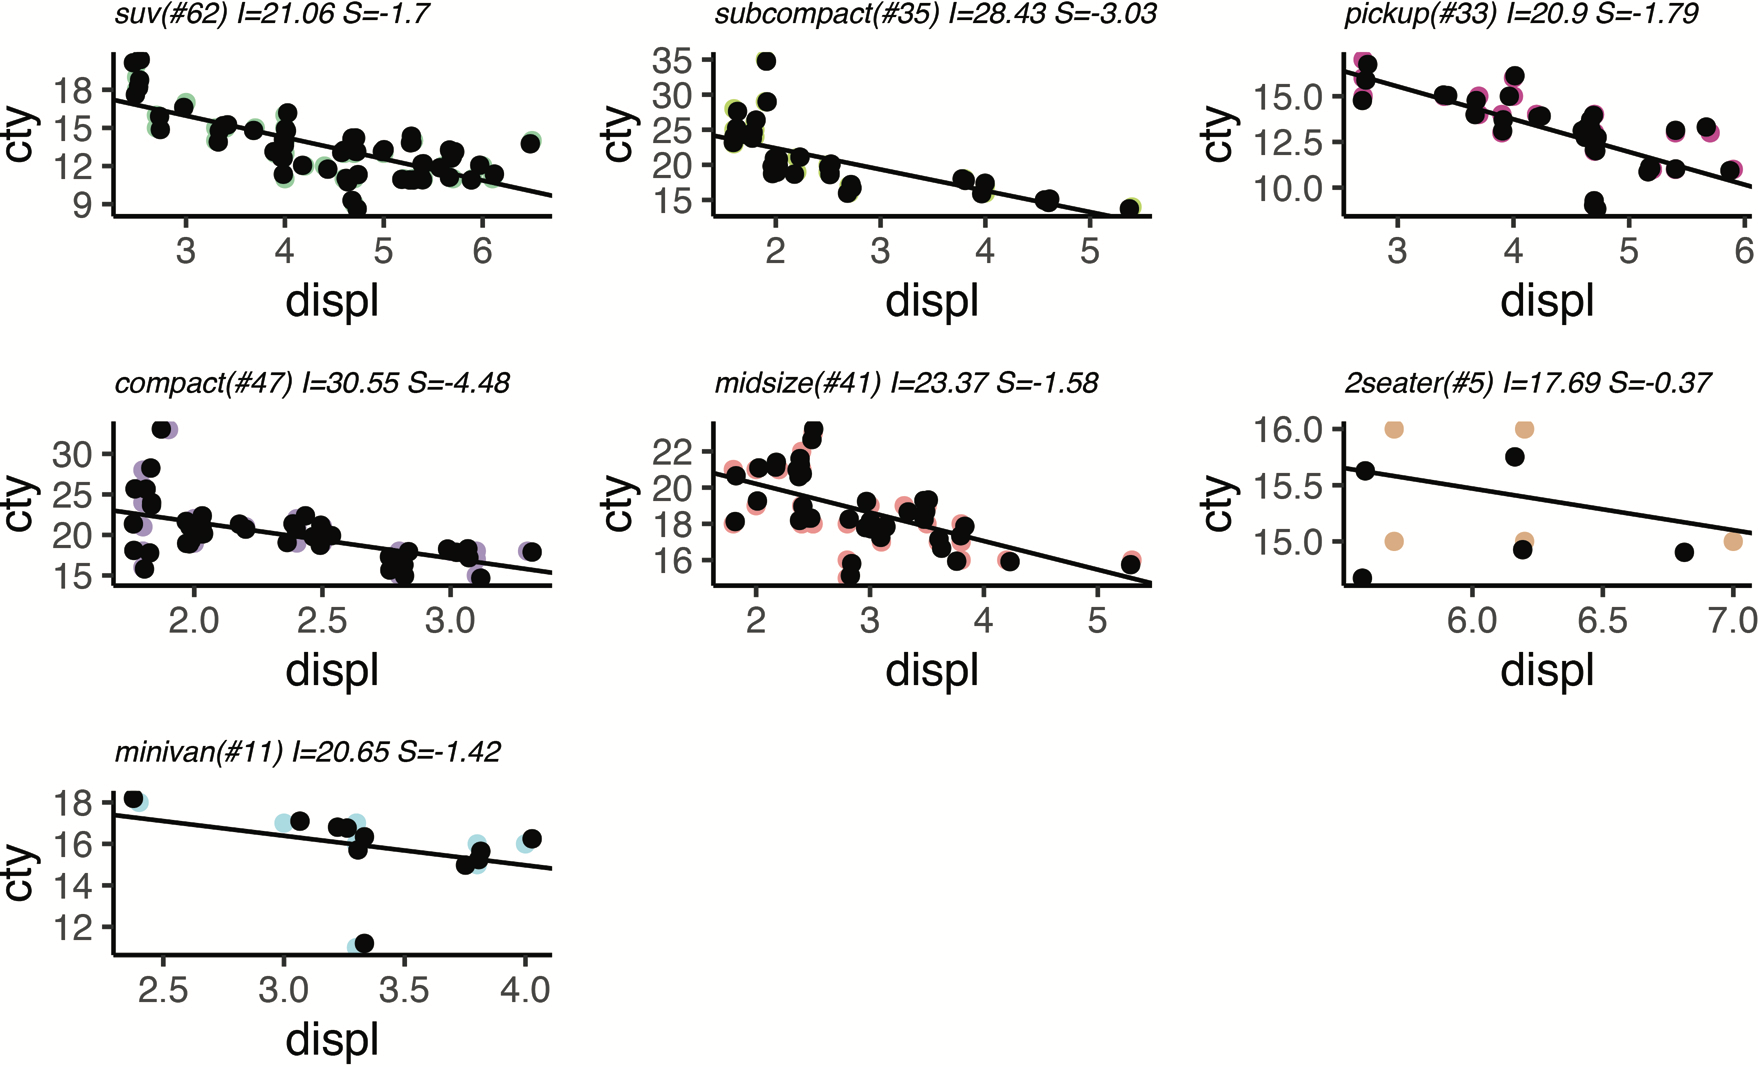 suv(#62) I=21.06 S=-1.7
18
15
12
9
cty
3 4 5 6
displ
subcompact(#35) I=28.43 S=-3.03
35
30
25
20
15
cty
2 3 4 5
displ
pickup(#33) I=20.9 S=-1.79
15.0
12.5
10.0
cty
3 4 5 6
displ
compact(#47) I=30.55 S=-4.48
30
25
20
15
cty
2.0 2.5 3.0
displ
midsize(#41) I=23.37 S=-1.58
22
20
18
16
cty
2 3 4 5
displ
2seater(#5) I=17.69 S=-0.37
16.0
15.5
15.0
cty
6.0 6.5 7.0
displ
minivan(#11) I=20.65 S=-1.42
18
16
14
12
cty
2.5 3.0 3.5 4.0
displ